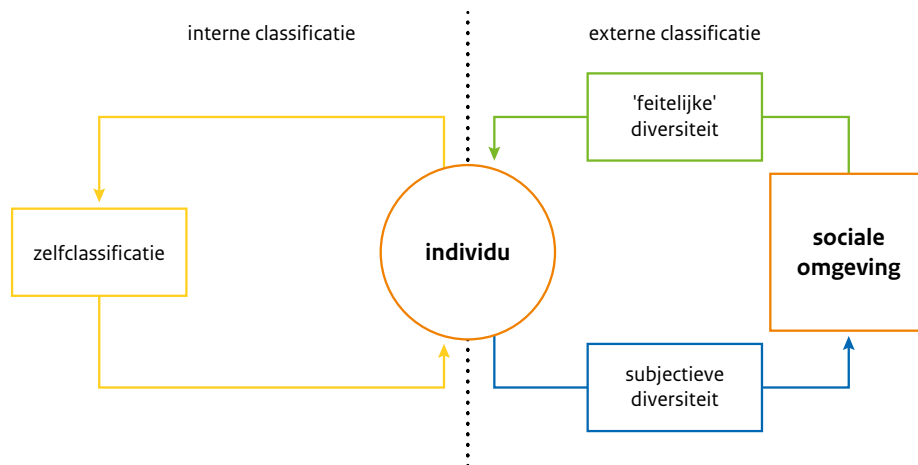 interne classificatie
externe classificatie
'feitelijke'
diversiteit
zelfclassificatie
individu
sociale
omgeving
subjectieve
diversiteit